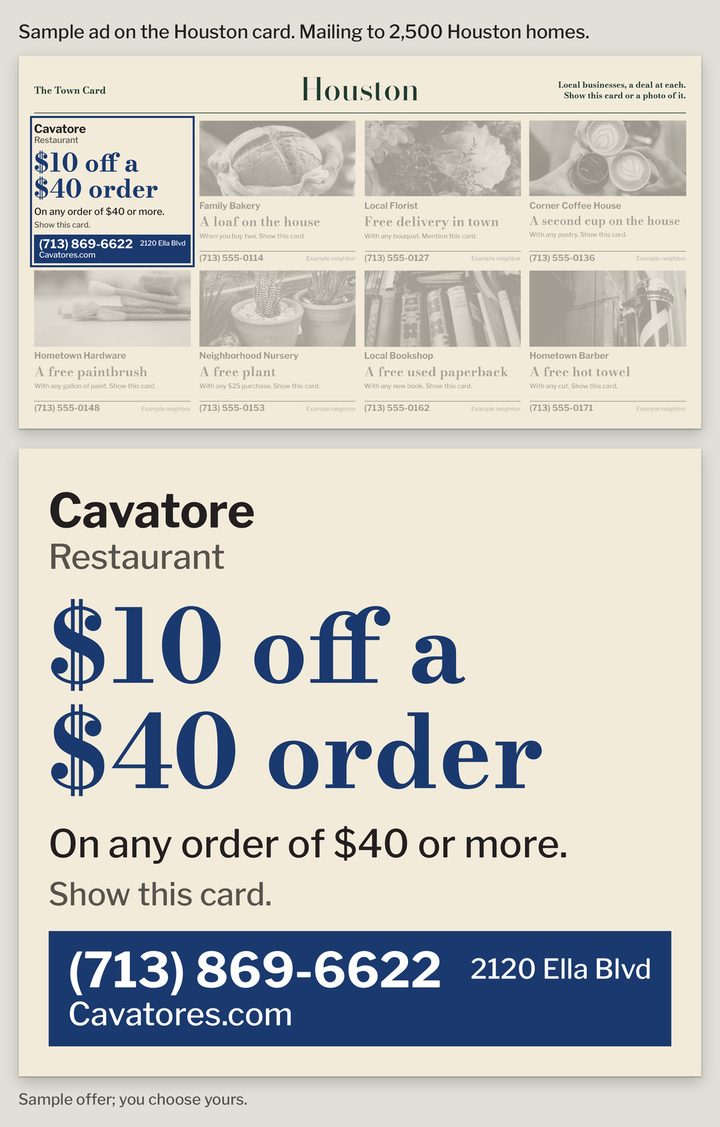 Sample ad on the Houston card. Mailing to 2,500 Houston homes.
The Town Card
Houston
Local businesses, a deal at each.
Show this card or a photo of it.
Cavatore
Restaurant
$10 off a
$40 order
On any order of $40 or more.
Show this card.
(713) 869-6622 2120 Ella Blvd
Cavatores.com
Family Bakery
A loaf on the house
When you buy two. Show this card.
(713) 555-0114 Example neighbor
Local Florist
Free delivery in town
With any bouquet. Mention this card.
(713) 555-0127 Example neighbor
Corner Coffee House
A second cup on the house
With any pastry. Show this card.
(713) 555-0136 Example neighbor
Hometown Hardware
A free paintbrush
With any gallon of paint. Show this card.
(713) 555-0148 Example neighbor
Neighborhood Nursery
A free plant
With any $25 purchase. Show this card.
(713) 555-0153 Example neighbor
Local Bookshop
A free used paperback
With any new book. Show this card.
(713) 555-0162 Example neighbor
Hometown Barber
A free hot towel
With any cut. Show this card.
(713) 555-0171 Example neighbor
Cavatore
Restaurant
$10 off a
$40 order
On any order of $40 or more.
Show this card.
(713) 869-6622 2120 Ella Blvd
Cavatores.com
Sample offer; you choose yours.